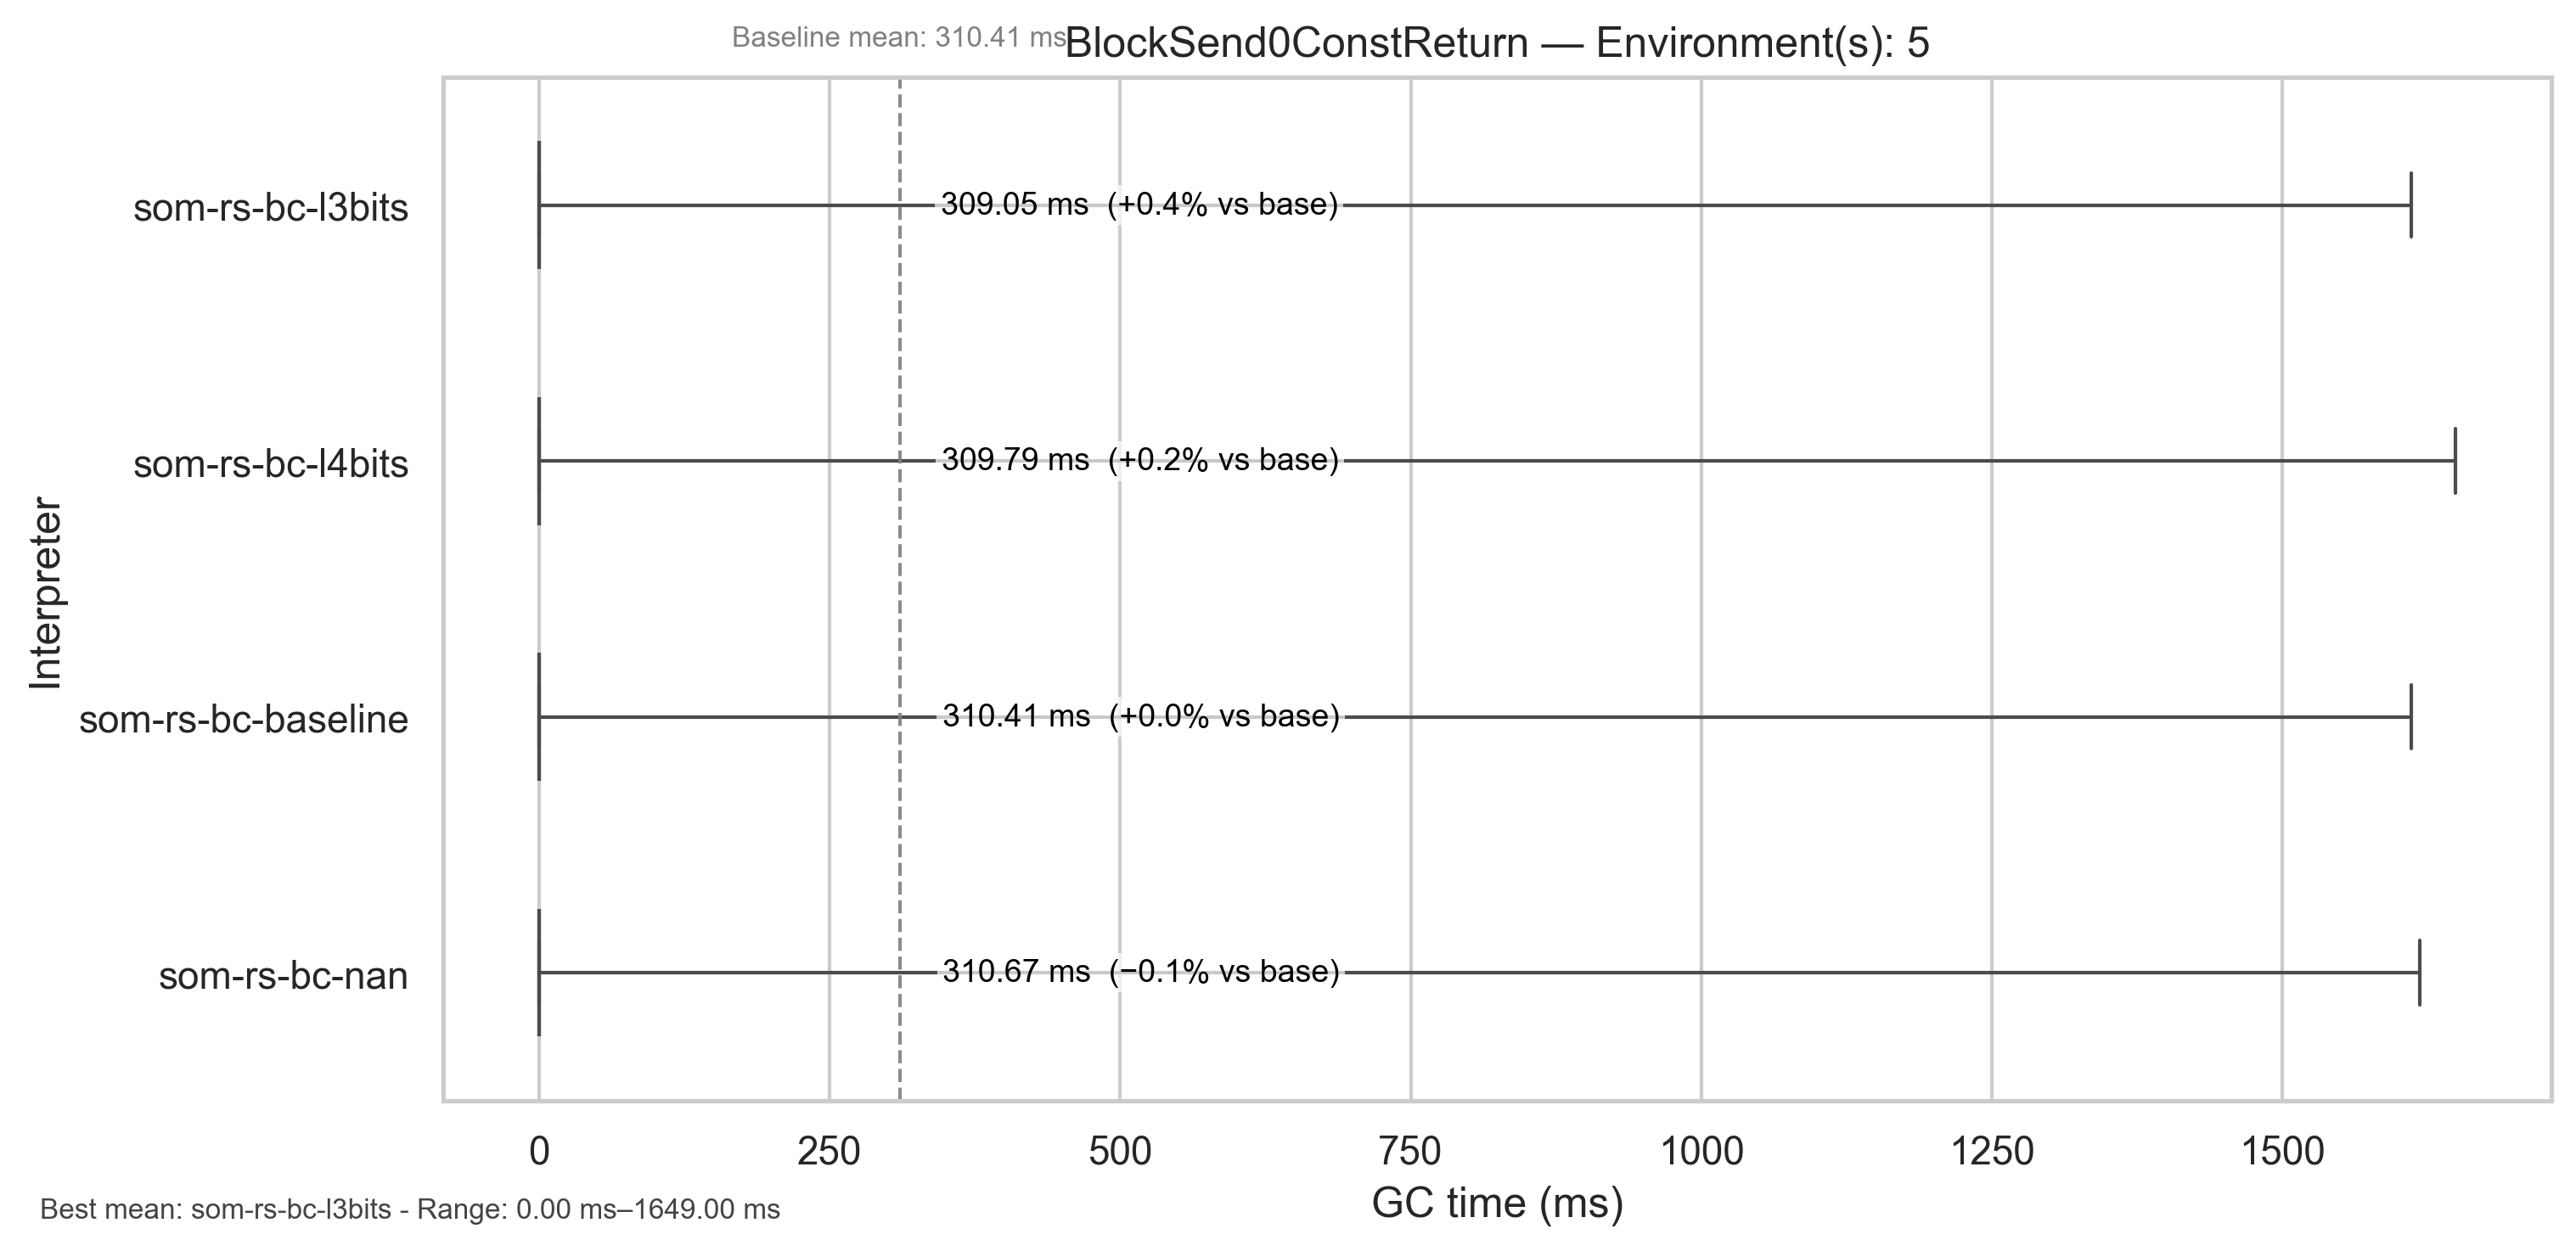 Baseline mean: 310.41 ms
BlockSend0ConstReturn — Environment(s): 5
Interpreter
som-rs-bc-l3bits
309.05 ms (+0.4% vs base)
som-rs-bc-l4bits
309.79 ms (+0.2% vs base)
som-rs-bc-baseline
310.41 ms (+0.0% vs base)
som-rs-bc-nan
310.67 ms (−0.1% vs base)
0 250 500 750 1000 1250 1500
GC time (ms)
Best mean: som-rs-bc-l3bits - Range: 0.00 ms–1649.00 ms